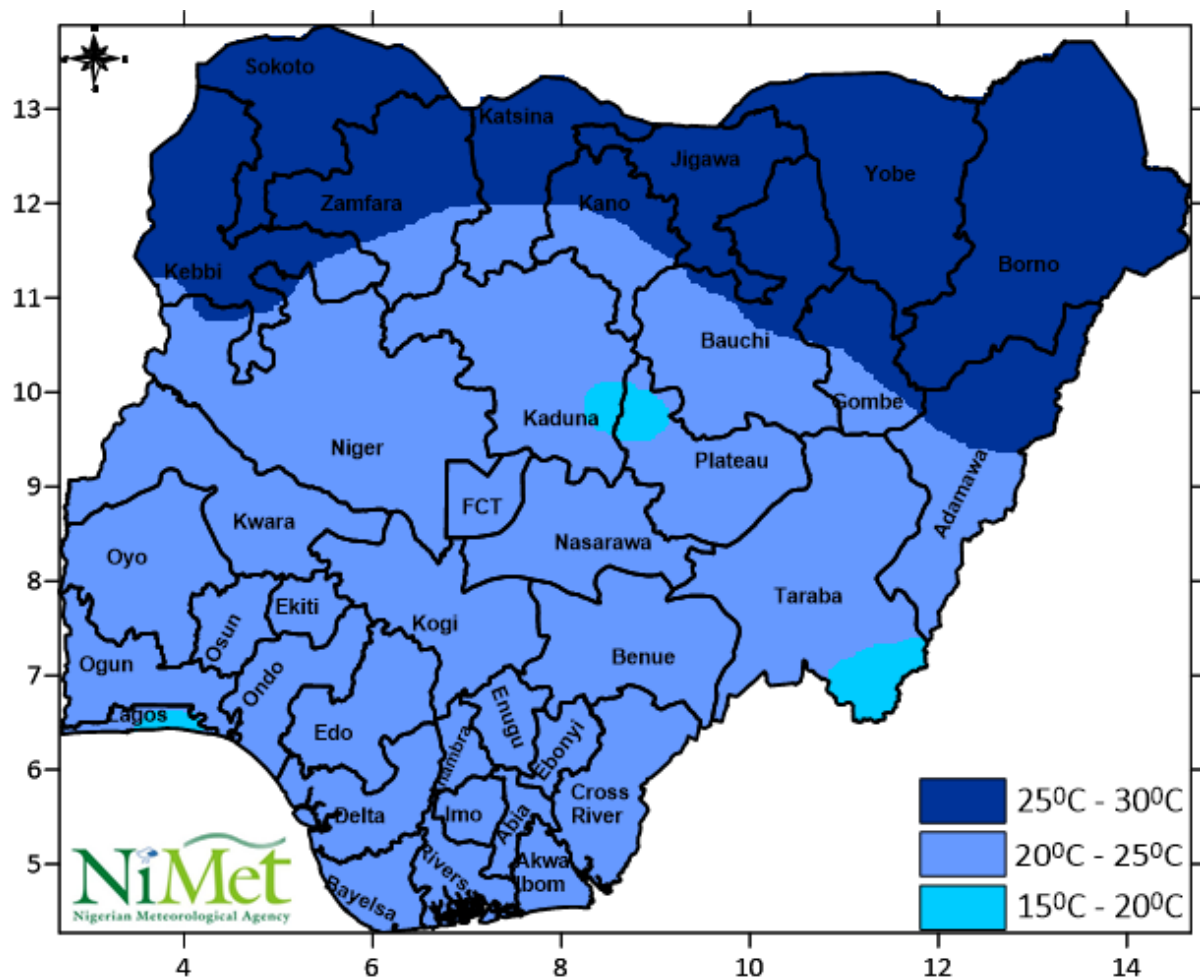 Sokoto
13
Katsina
Jigawa
Yobe
12
Zamfara
Kano
Kebbi
Borno
11
Bauchi
10
Gombe
Kaduna
Niger
Plateau
9
FCT
Adamawa
Kwara
Nasarawa
Oyo
8
Taraba
Ekiti
Osun
Kogi
Ogun
Benue
7
Ondo
Lagos
Enugu
Edo
Ebonyi
6
Cross
River
Delta
Imo
Abia
5
Rivers
Akwa
Ibom
Bayelsa
25⁰C - 30⁰C
20⁰C - 25⁰C
15⁰C - 20⁰C
NiMet
Nigerian Meteorological Agency
4 6 8 10 12 14